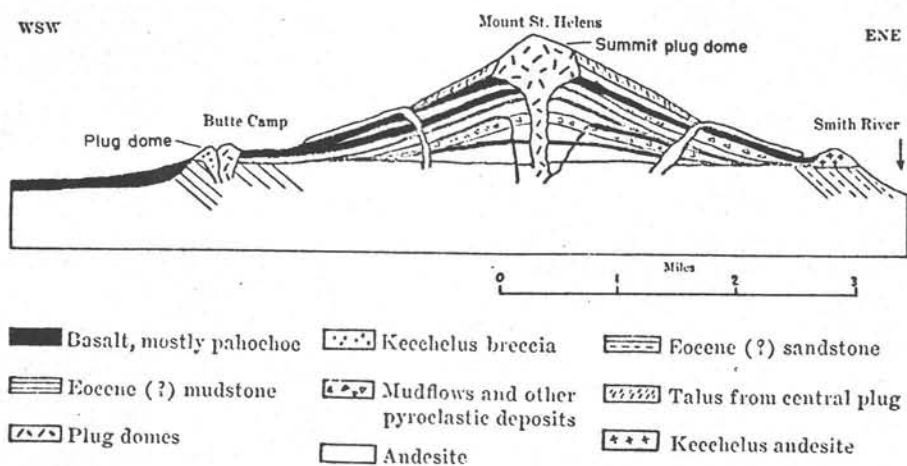 WSW
Mount St. Helens
ENE
Summit plug dome
Butte Camp
Smith River
Plug dome
Miles
0 1 2 3
Basalt, mostly pahoehoe
Keechelus breccia
Eocene (?) sandstone
Eocene (?) mudstone
Mudflows and other
pyroclastic deposits
Talus from central plug
Plug domes
Andesite
Keechelus andesite